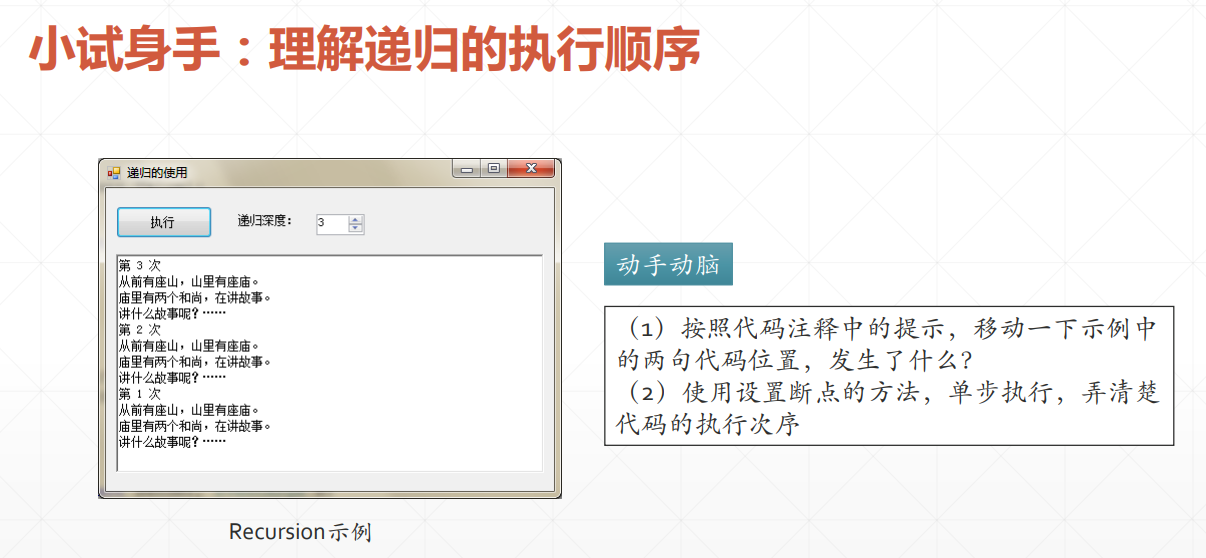 小试身手：理解递归的执行顺序
递归的使用
执行
递归深度：
3
第 3 次
从前有座山，山里有座庙。
庙里有两个和尚，在讲故事。
讲什么故事呢？……
第 2 次
从前有座山，山里有座庙。
庙里有两个和尚，在讲故事。
讲什么故事呢？……
第 1 次
从前有座山，山里有座庙。
庙里有两个和尚，在讲故事。
讲什么故事呢？……
Recursion示例
动手动脑
（1）按照代码注释中的提示，移动一下示例中
的两句代码位置，发生了什么？
（2）使用设置断点的方法，单步执行，弄清楚
代码的执行次序